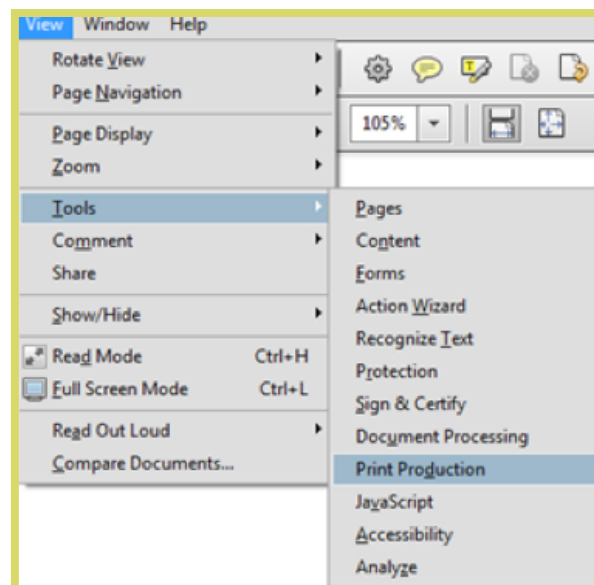 View Window Help
Rotate View
Page Navigation
105%
Page Display
Zoom
Tools
Comment
Share
Show/Hide
Read Mode Ctrl+H
Full Screen Mode Ctrl+L
Read Out Loud
Compare Documents...
Pages
Content
Forms
Action Wizard
Recognize Text
Protection
Sign & Certify
Document Processing
Print Production
JavaScript
Accessibility
Analyze